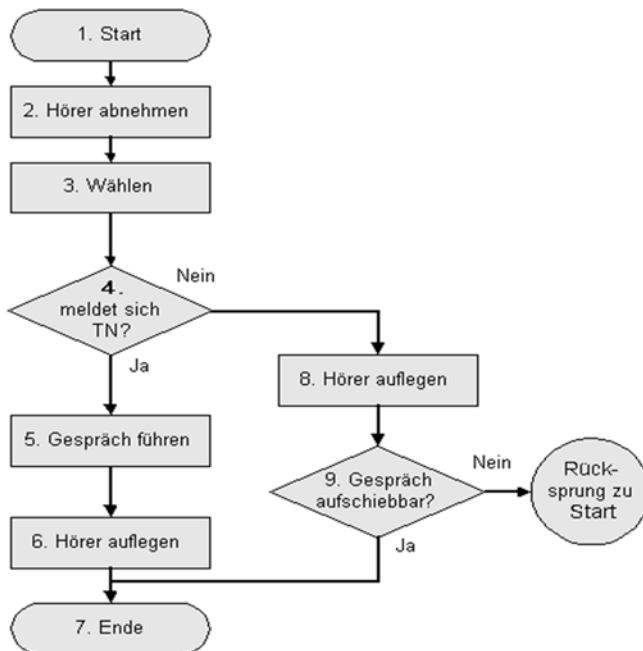 1. Start
2. Hörer abnehmen
3. Wählen
Nein
4.
meldet sich
TN?
Ja
8. Hörer auflegen
5. Gespräch führen
9. Gespräch
aufschiebbar?
Nein
Rück-
sprung zu
Start
6. Hörer auflegen
Ja
7. Ende